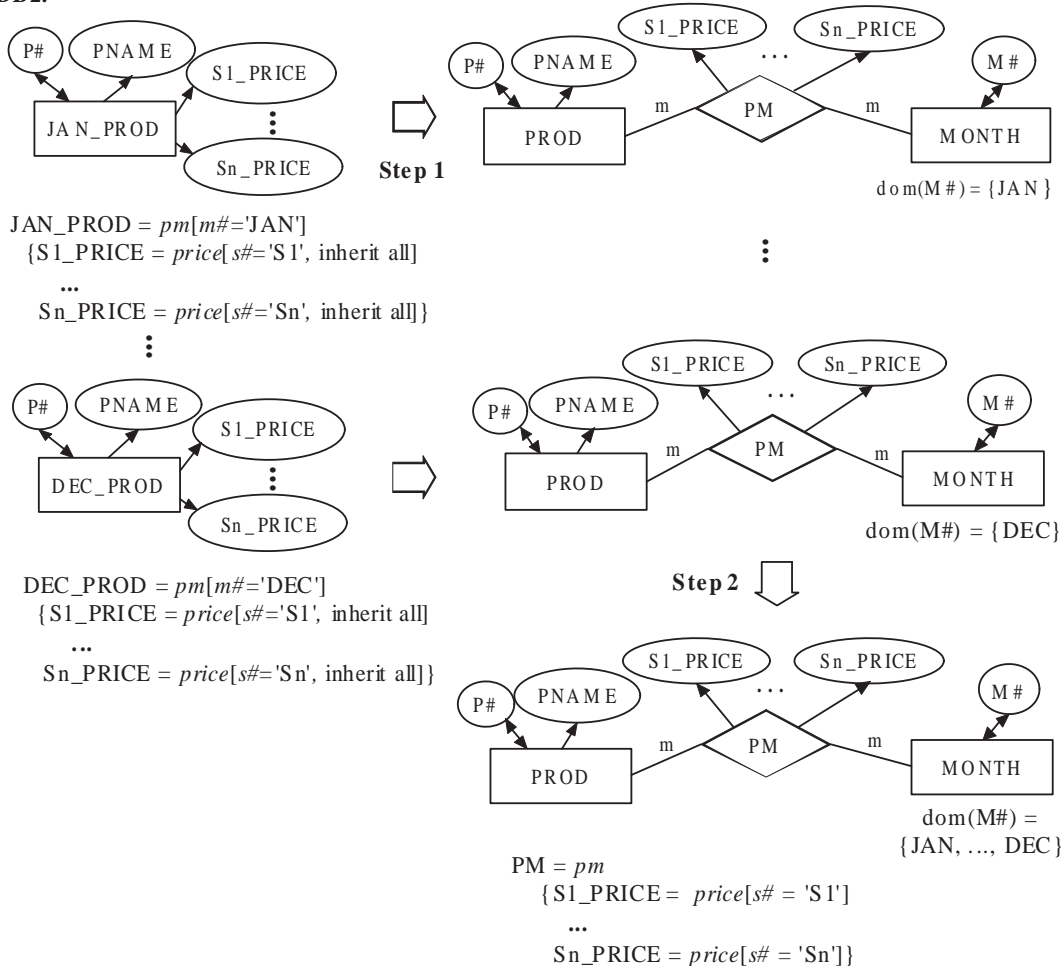 P#
PNAME
S1_PRICE
JAN_PROD
Sn_PRICE
JAN_PROD = pm[m#='JAN']
{S1_PRICE = price[s#='S1', inherit all]
...
Sn_PRICE = price[s#='Sn', inherit all]}
Step 1
S1_PRICE
...
Sn_PRICE
P#
PNAME
M#
PROD
m
PM
m
MONTH
dom(M#) = {JAN}
P#
PNAME
S1_PRICE
DEC_PROD
Sn_PRICE
DEC_PROD = pm[m#='DEC']
{S1_PRICE = price[s#='S1', inherit all]
...
Sn_PRICE = price[s#='Sn', inherit all]}
S1_PRICE
...
Sn_PRICE
P#
PNAME
M#
PROD
m
PM
m
MONTH
dom(M#) = {DEC}
Step 2
S1_PRICE
...
Sn_PRICE
P#
PNAME
M#
PROD
m
PM
m
MONTH
dom(M#) =
{JAN, ..., DEC}
PM = pm
{S1_PRICE = price[s# = 'S1']
...
Sn_PRICE = price[s# = 'Sn']}